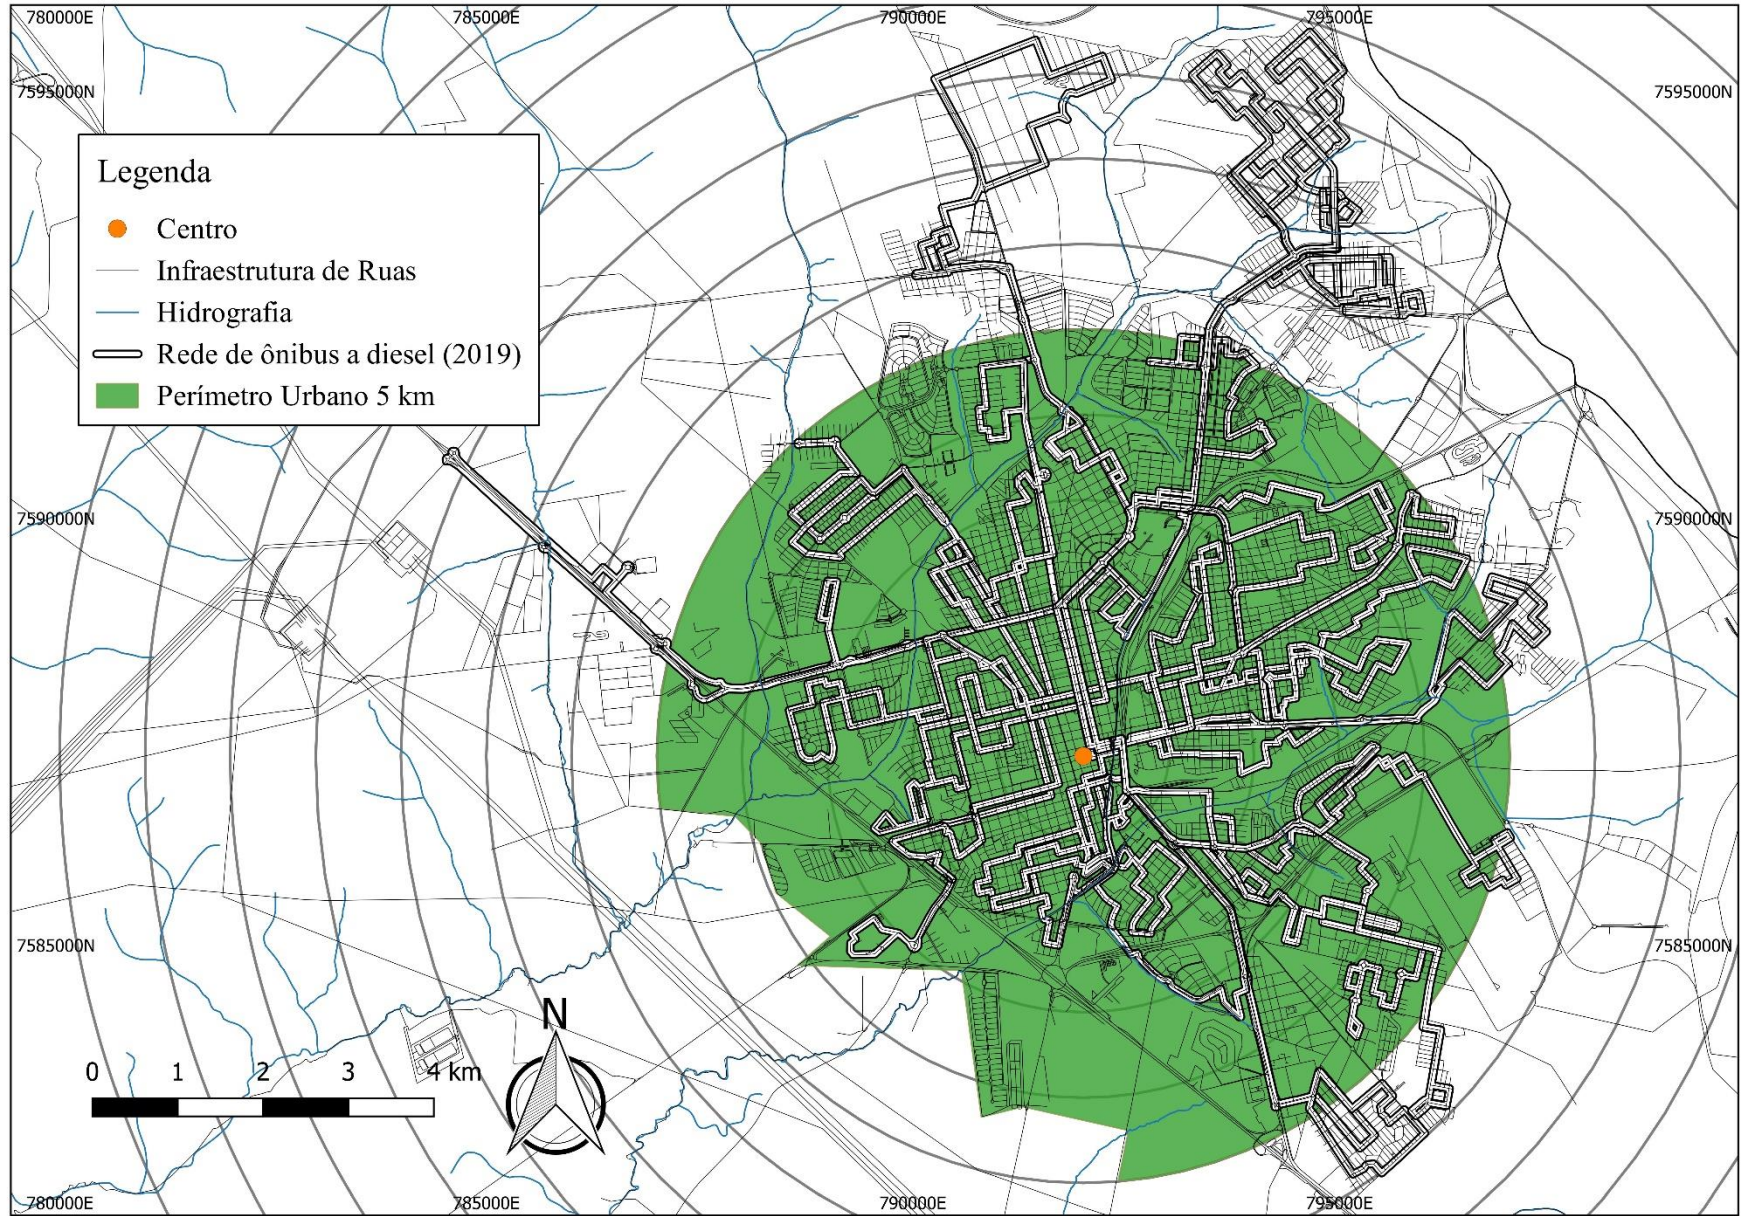 780000E
785000E
790000E
795000E
7595000N
7595000N
Legenda
Centro
Infraestrutura de Ruas
Hidrografia
Rede de ônibus a diesel (2019)
Perímetro Urbano 5 km
7590000N
7590000N
7585000N
7585000N
N
0 1 2 3 4 km
780000E
785000E
790000E
795000E